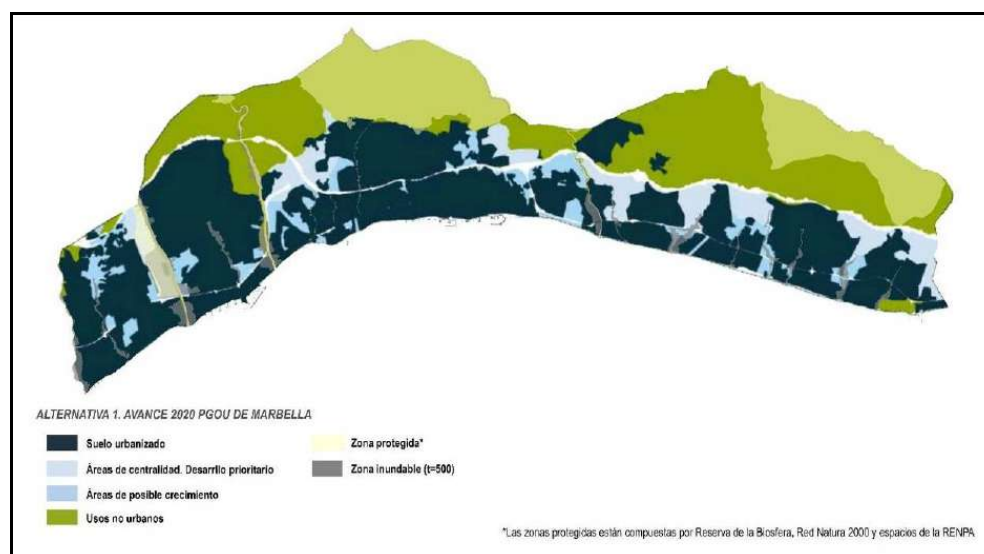 ALTERNATIVA 1. AVANCE 2020 PGOU DE MARBELLA
Suelo urbanizado
Áreas de centralidad. Desarrllo prioritario
Áreas de posible crecimiento
Usos no urbanos
Zona protegida*
Zona inundable (t=500)
*Las zonas protegidas están compuestas por Reserva de la Biosfera, Red Natura 2000 y espacios de la RENPA